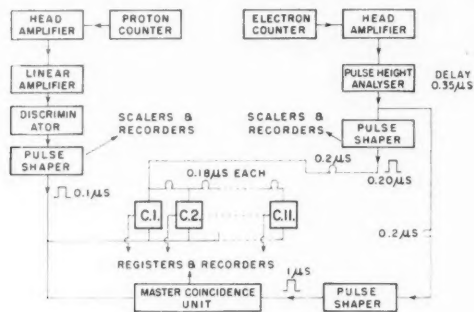 HEAD
AMPLIFIER
PROTON
COUNTER
ELECTRON
COUNTER
HEAD
AMPLIFIER
LINEAR
AMPLIFIER
PULSE HEIGHT
ANALYSER
DELAY
0.35µS
DISCRIMIN
ATOR
SCALERS &
RECORDERS
SCALERS &
RECORDERS
PULSE
SHAPER
PULSE
SHAPER
0.2µS
0.18µS EACH
0.20µS
0.1µS
C.1.
C.2.
C.11.
0.2µS
REGISTERS & RECORDERS
MASTER COINCIDENCE
UNIT
1µS
PULSE
SHAPER